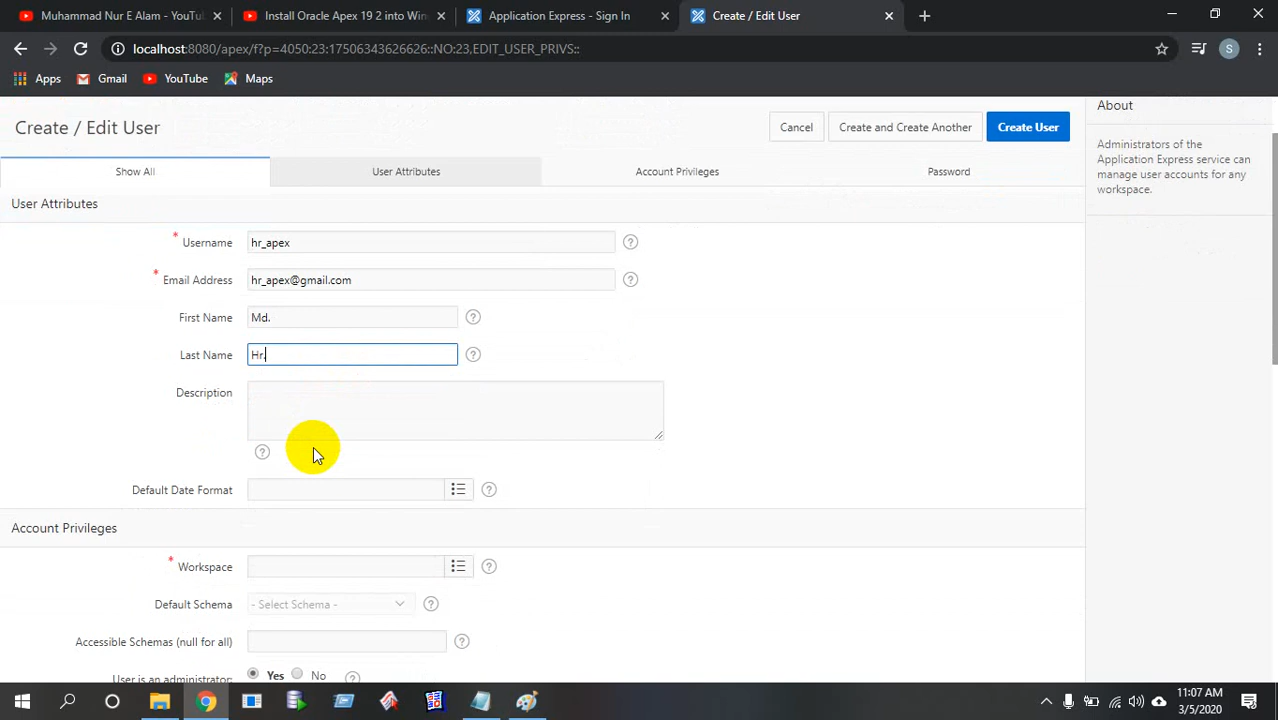 Muhammad Nur E Alam - YouTu
Install Oracle Apex 19 2 into Win
Application Express - Sign In
Create / Edit User
localhost:8080/apex/f?p=4050:23:17506343626626::NO:23,EDIT_USER_PRIVS::
S
Apps
Gmail
YouTube
Maps
Create / Edit User
Cancel
Create and Create Another
Create User
Show All
User Attributes
Account Privileges
Password
About
Administrators of the
Application Express service can
manage user accounts for any
workspace.
User Attributes
* Username hr_apex ?
* Email Address hr_apex@gmail.com ?
First Name Md. ?
Last Name Hr. ?
Description
?
Default Date Format ?
Account Privileges
* Workspace ?
Default Schema - Select Schema - ?
Accessible Schemas (null for all) ?
User is an administrator: Yes No ?
11:07 AM
3/5/2020